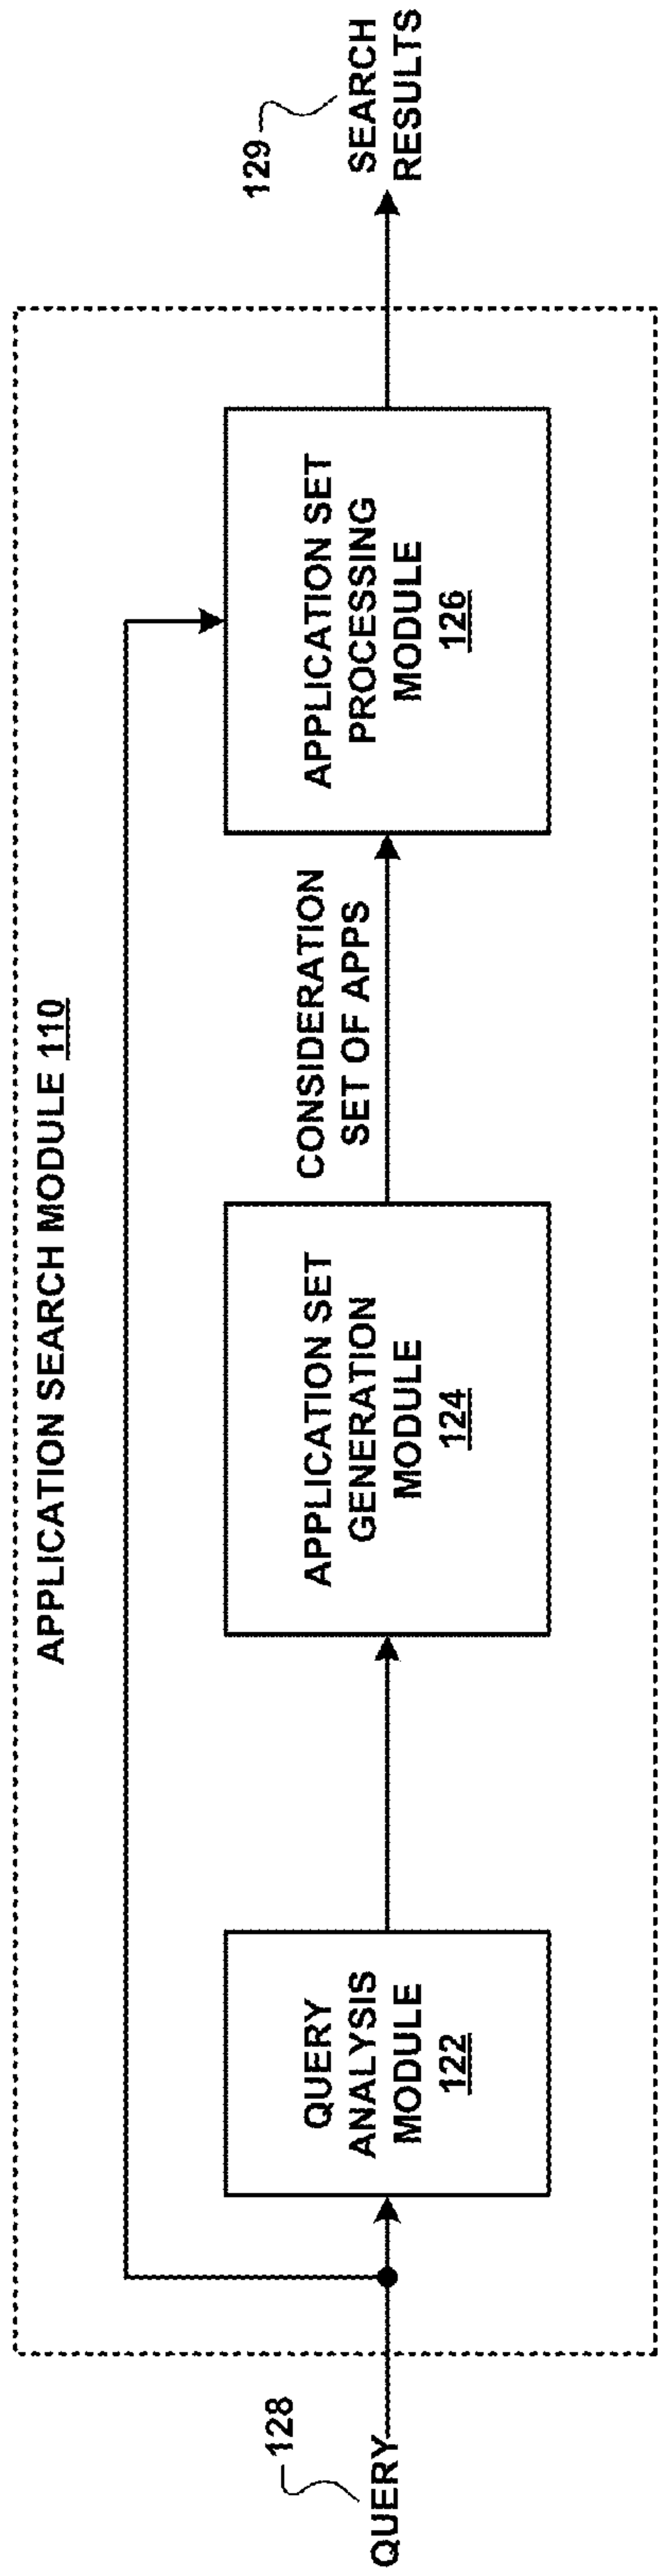 APPLICATION SEARCH MODULE 110
128
QUERY
QUERY
ANALYSIS
MODULE
122
APPLICATION SET
GENERATION
MODULE
124
CONSIDERATION
SET OF APPS
APPLICATION SET
PROCESSING
MODULE
126
129
SEARCH
RESULTS